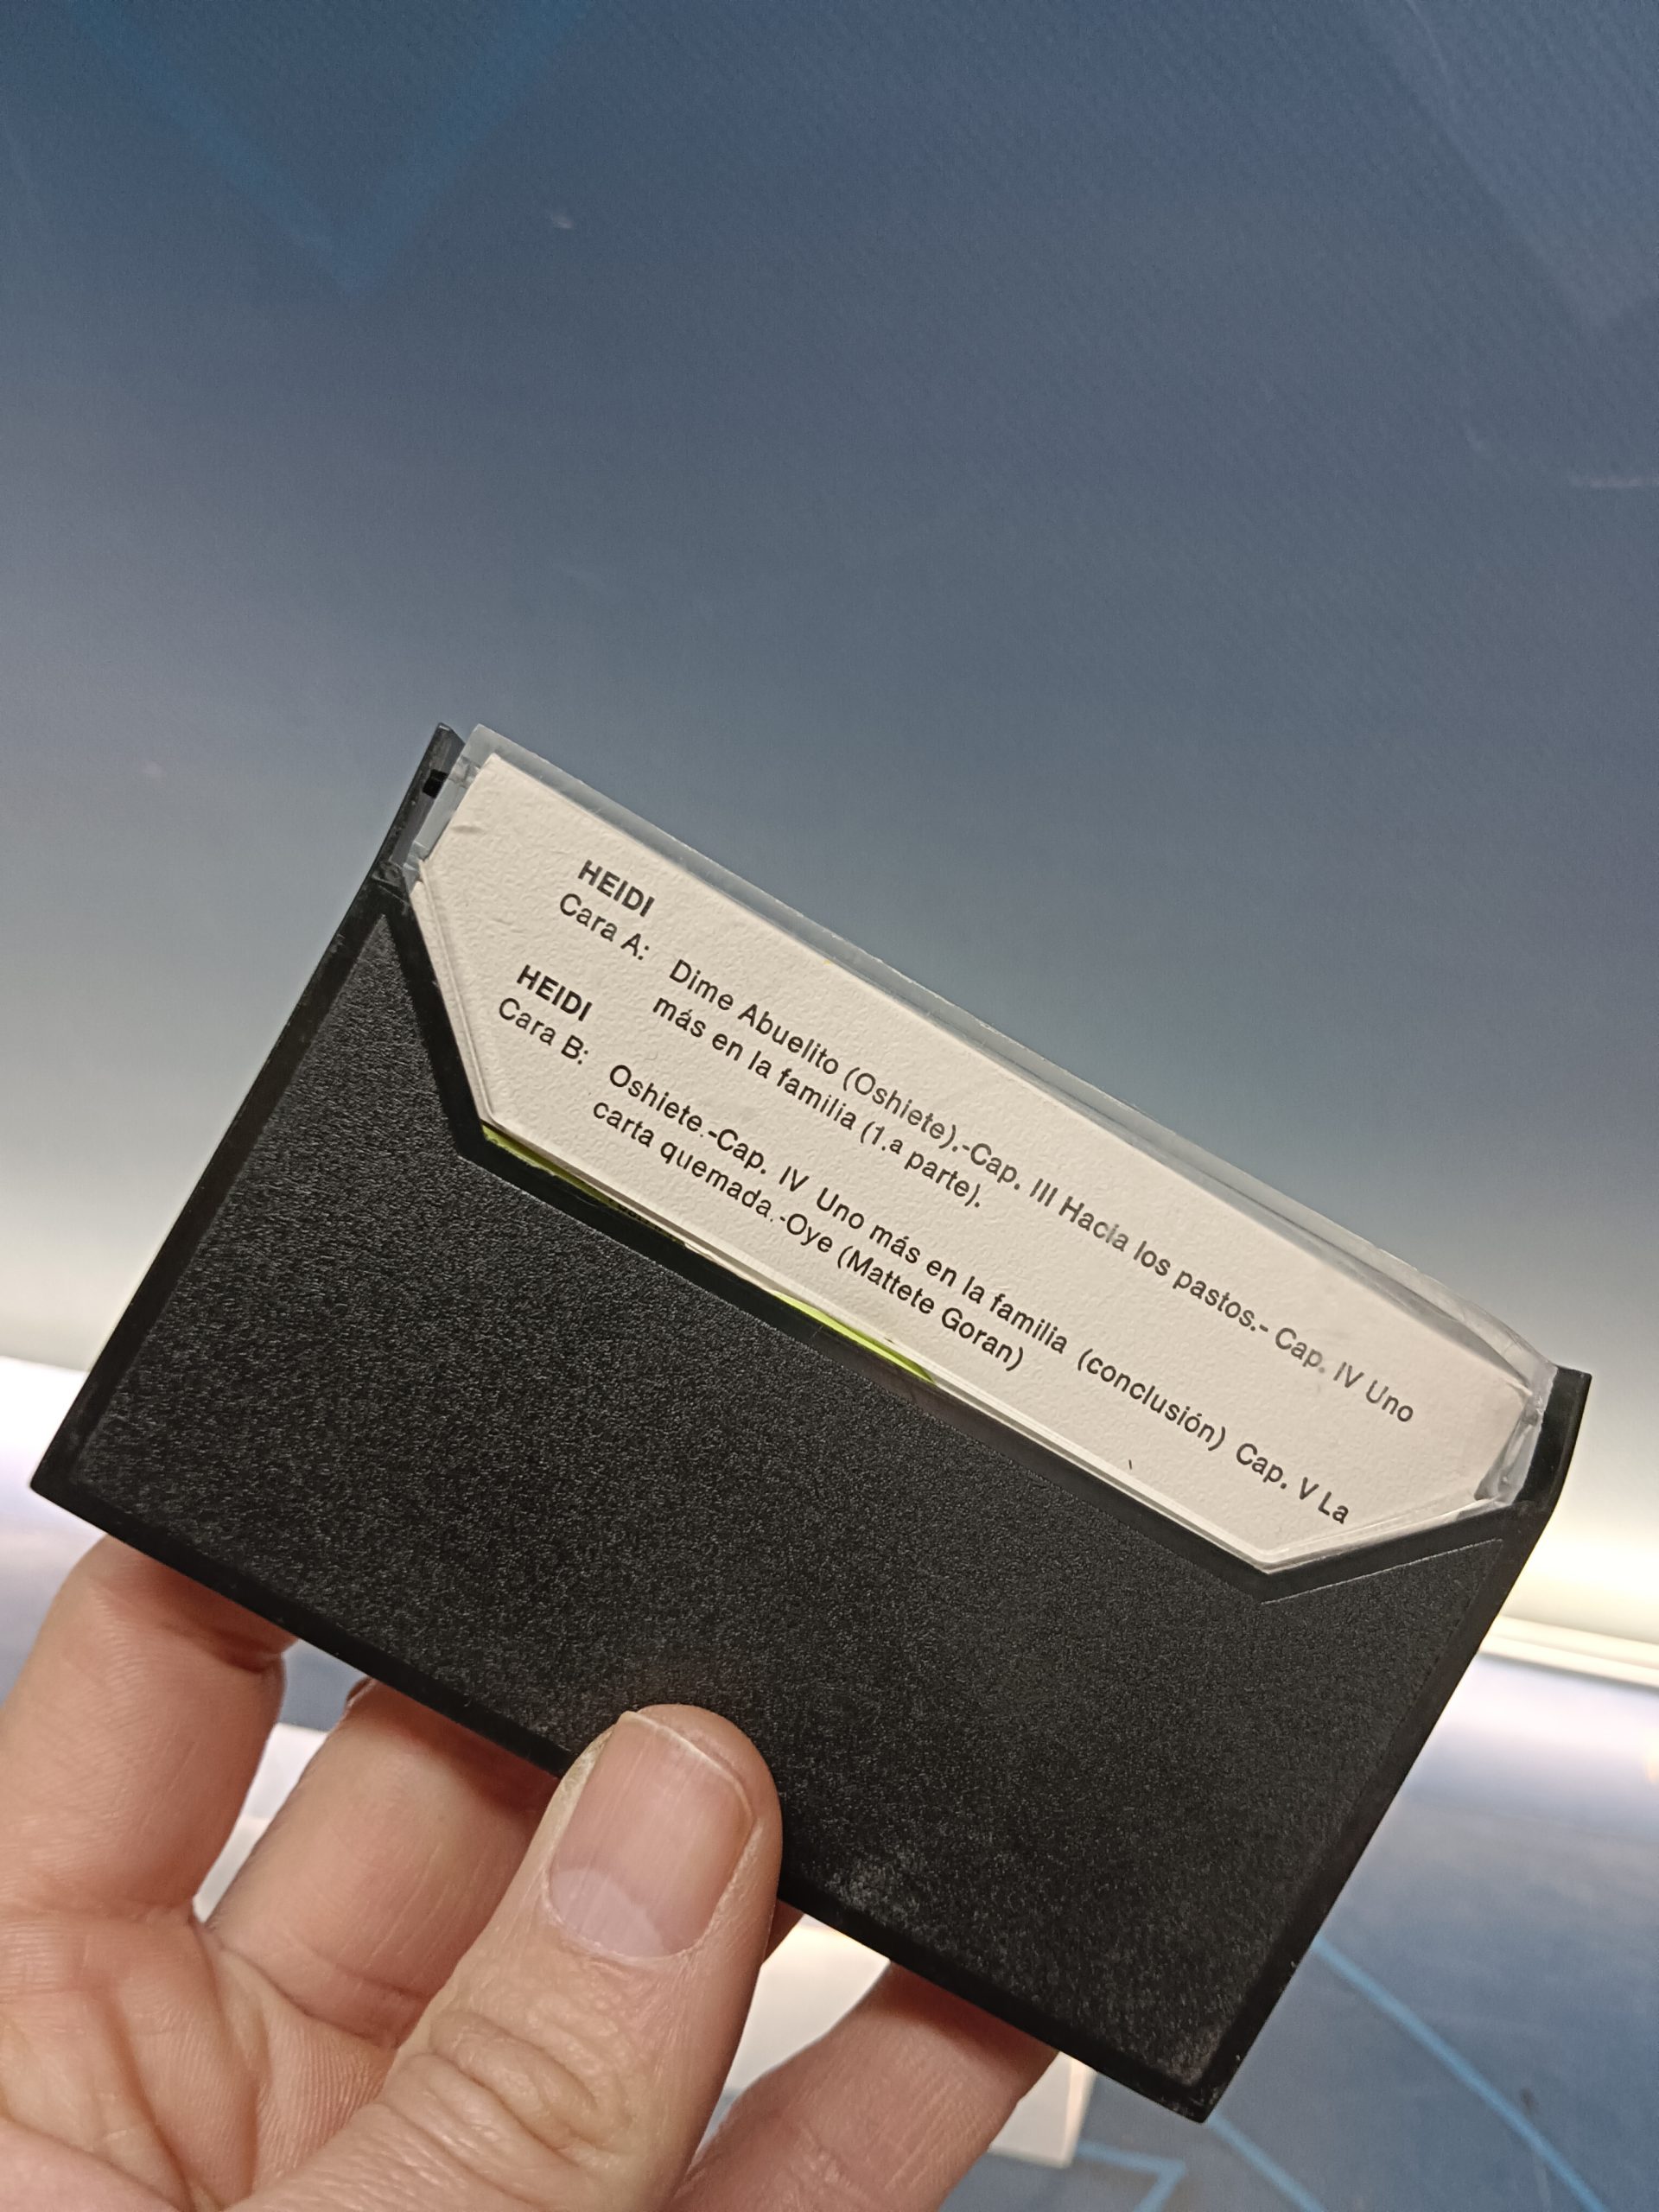 HEIDI
Cara A: Dime Abuelito (Oshiete).-Cap. III Hacia los pastos.- Cap. IV Uno
más en la familia (1.a parte).
HEIDI
Cara B: Oshiete.-Cap. IV Uno más en la familia (conclusión) Cap. V La
carta quemada.-Oye (Mattete Goran)